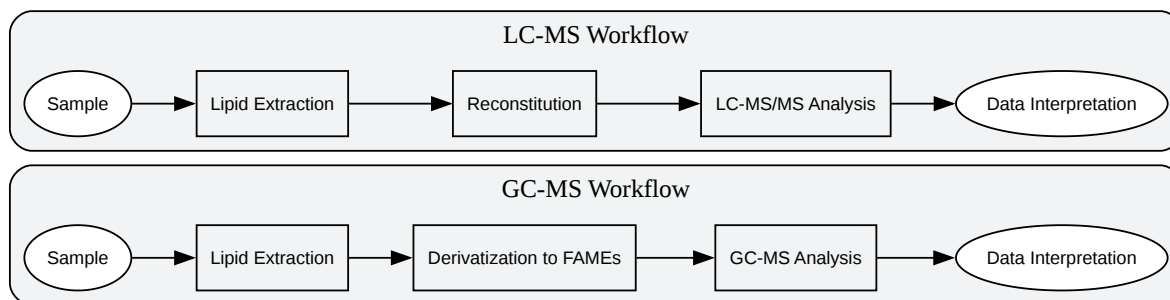 LC-MS Workflow
Sample
Lipid Extraction
Reconstitution
LC-MS/MS Analysis
Data Interpretation
GC-MS Workflow
Sample
Lipid Extraction
Derivatization to FAMEs
GC-MS Analysis
Data Interpretation